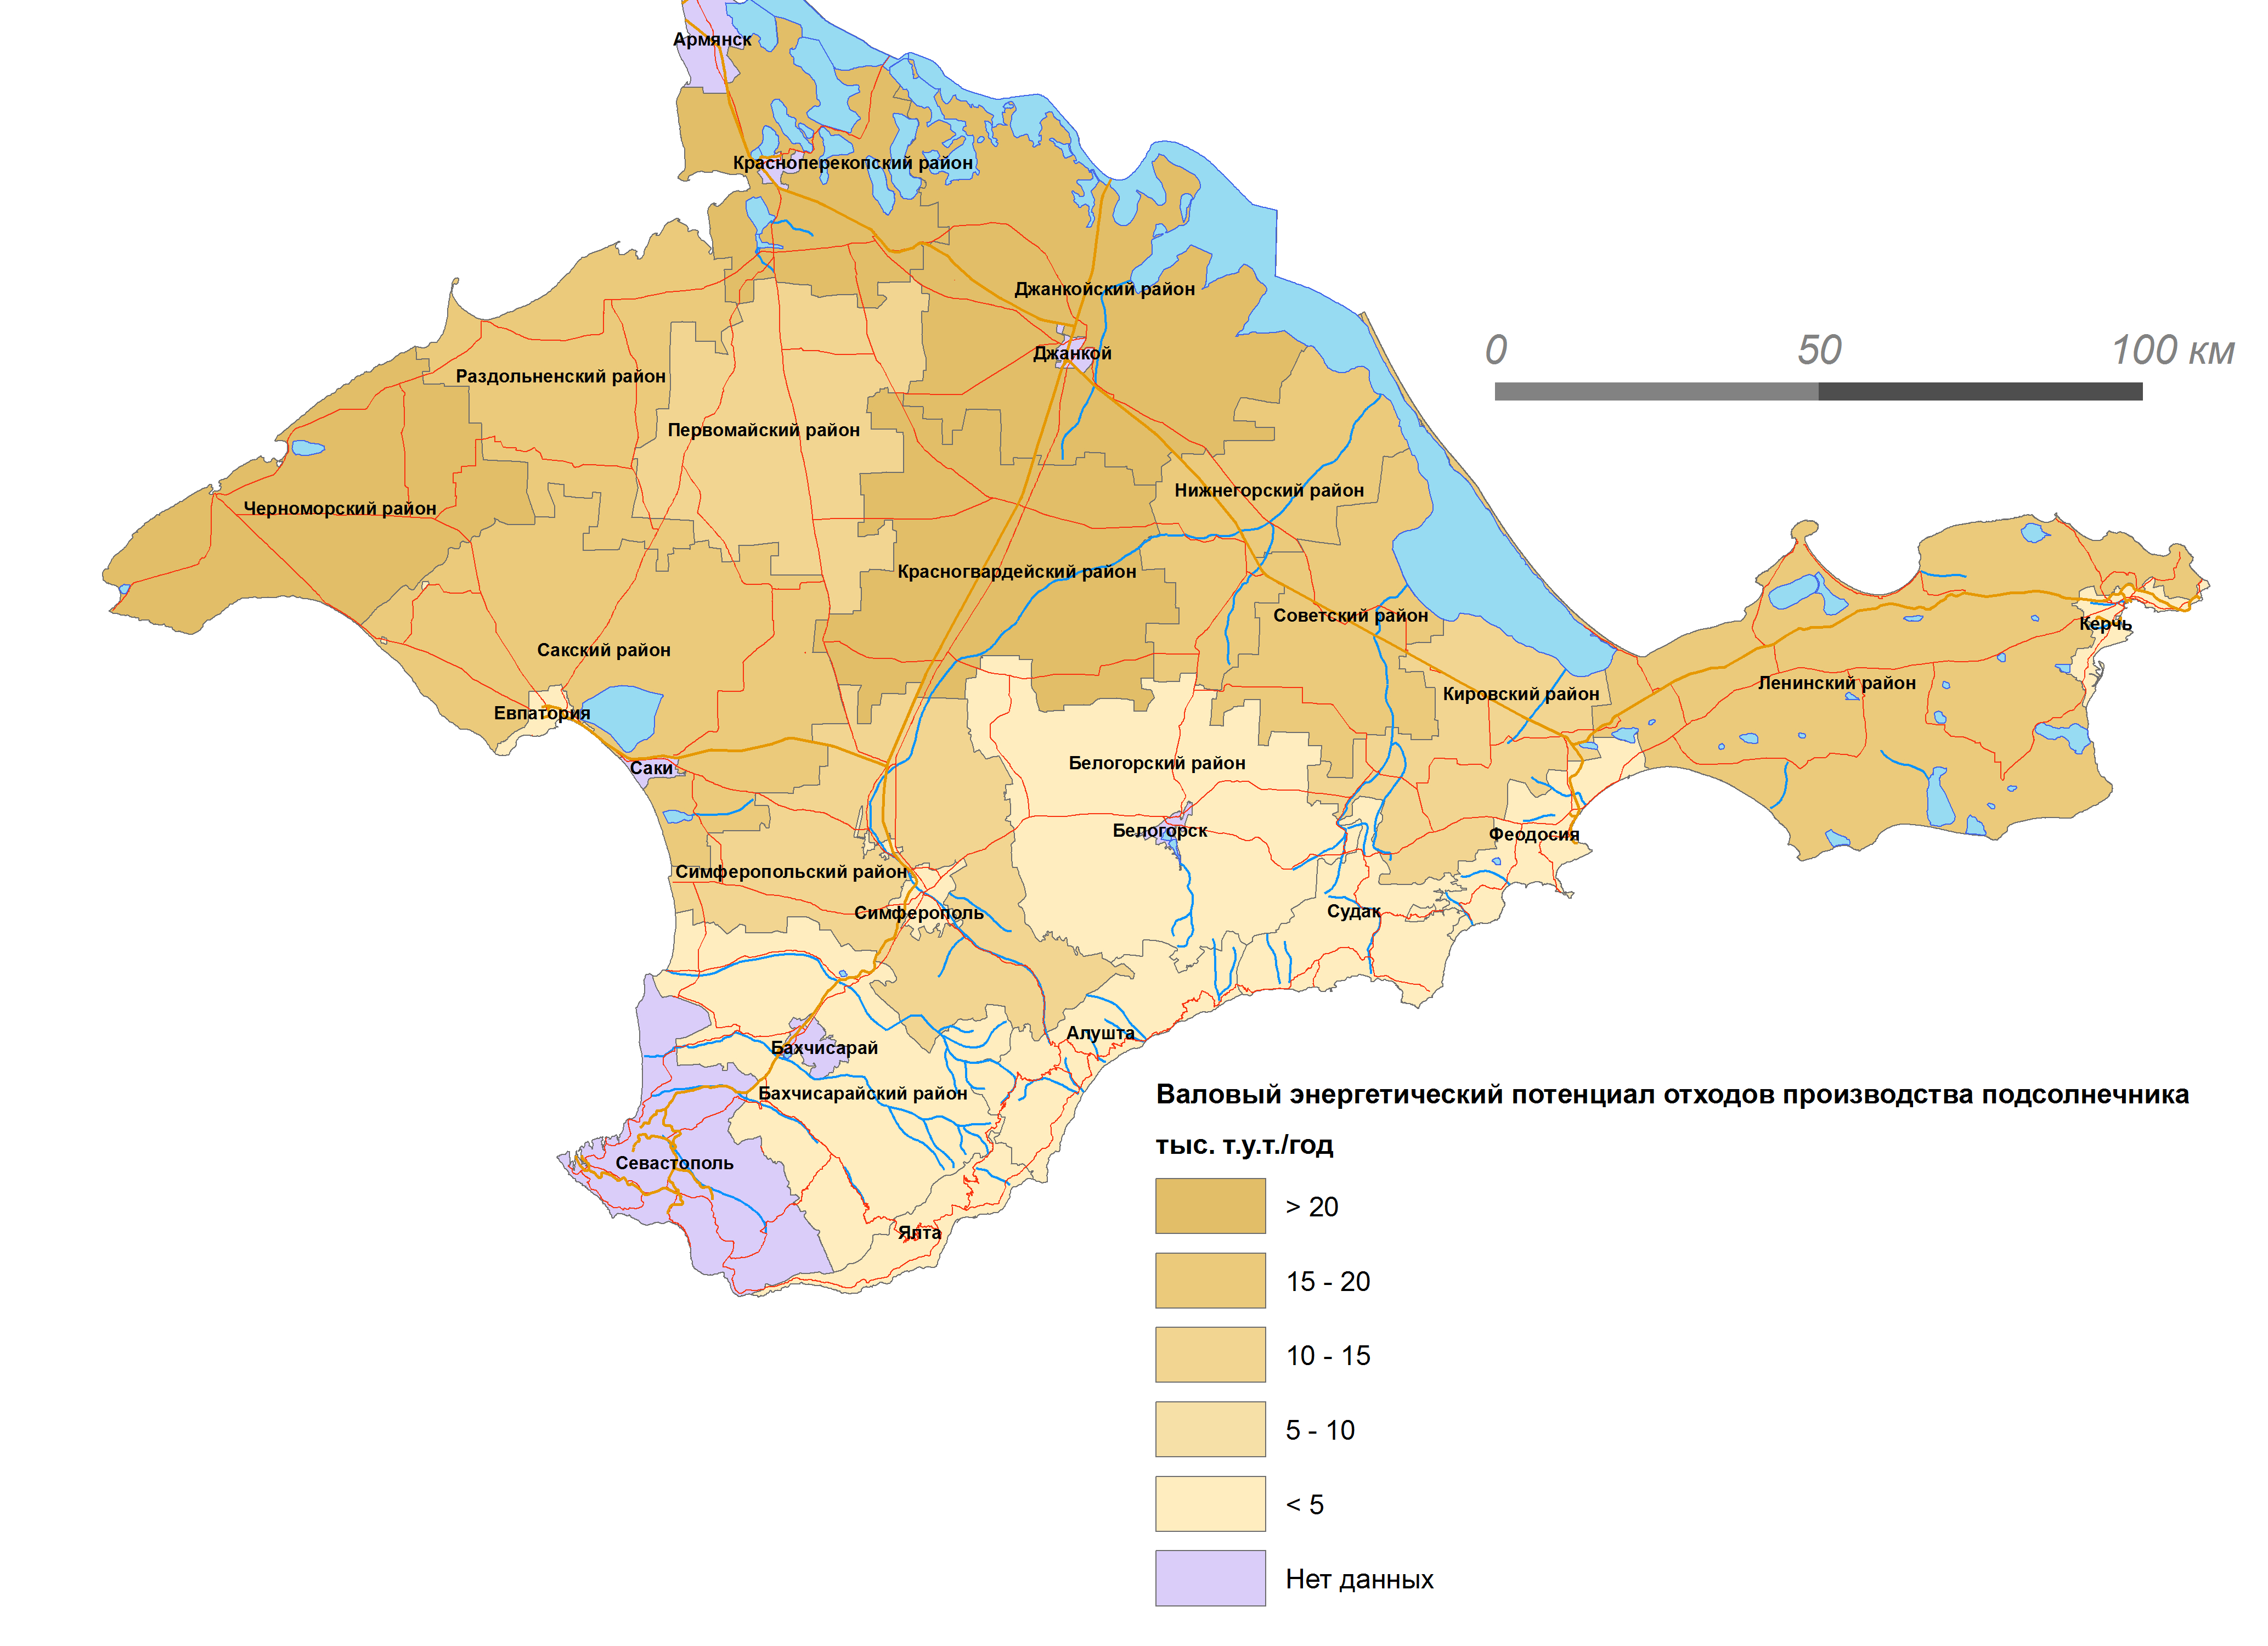 Армянск
Красноперекопский район
Джанкойский район
0 50 100 км
Джанкой
Раздольненский район
Первомайский район
Нижнегорский район
Черноморский район
Красногвардейский район
Советский район
Керчь
Сакский район
Ленинский район
Кировский район
Евпатория
Белогорский район
Саки
Белогорск
Феодосия
Симферопольский район
Симферополь
Судак
Алушта
Бахчисарай
Бахчисарайский район
Валовый энергетический потенциал отходов производства подсолнечника
тыс. т.у.т./год
Севастополь
> 20
Ялта
15 - 20
10 - 15
5 - 10
< 5
Нет данных